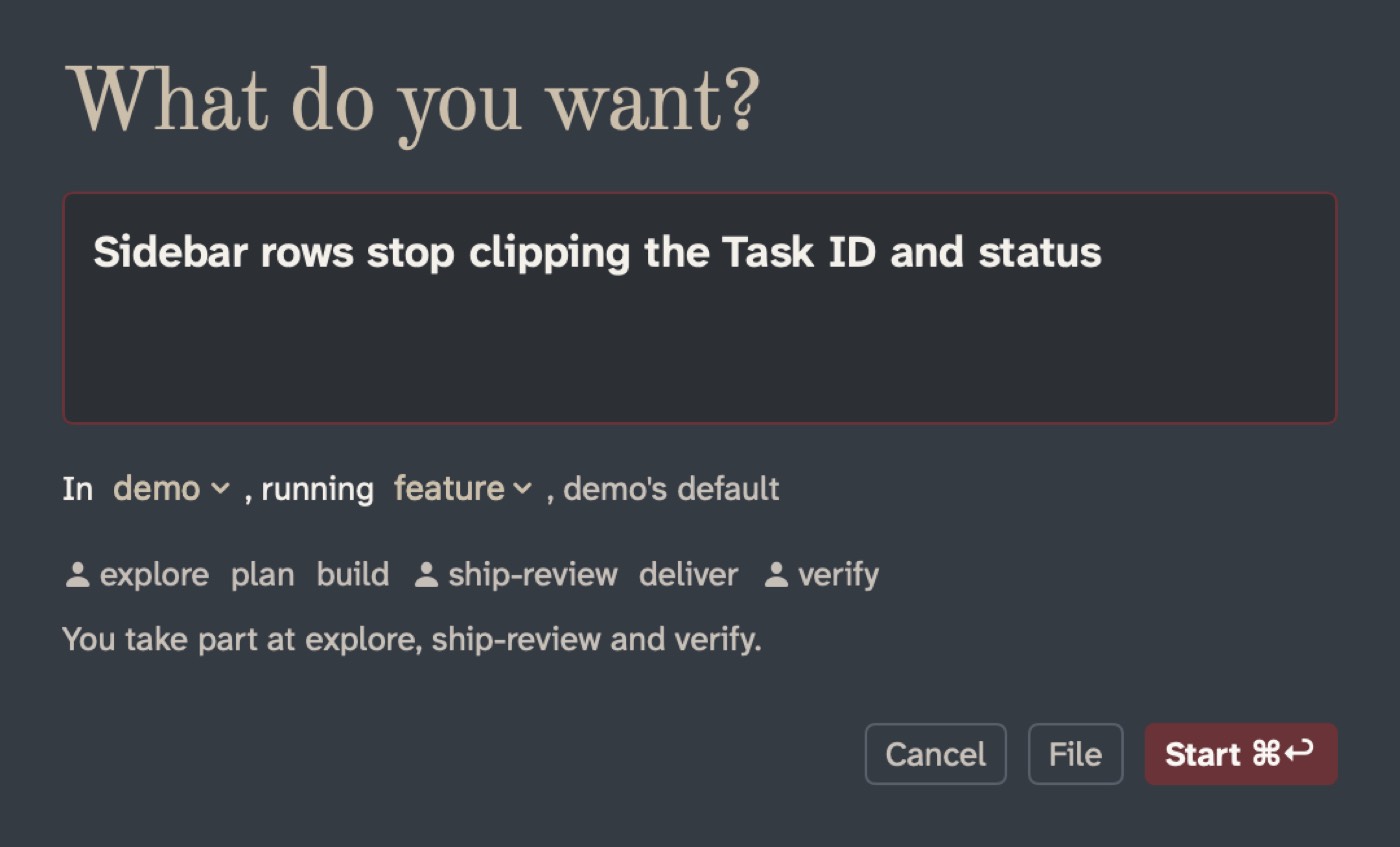 What do you want?
Sidebar rows stop clipping the Task ID and status
In demo , running feature , demo's default
explore plan build ship-review deliver verify
You take part at explore, ship-review and verify.
Cancel File Start ⌘↩